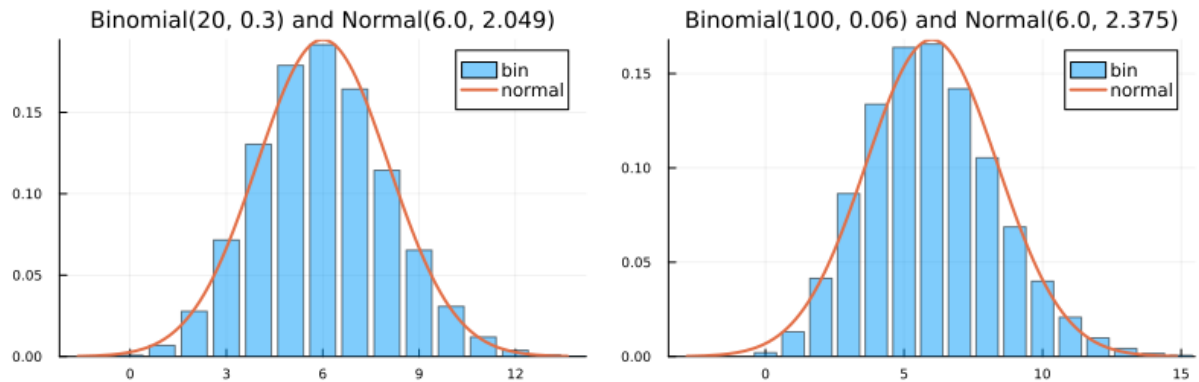 Binomial(20, 0.3) and Normal(6.0, 2.049)
bin
normal
0.15
0.10
0.05
0.00
0 3 6 9 12
Binomial(100, 0.06) and Normal(6.0, 2.375)
bin
normal
0.15
0.10
0.05
0.00
0 5 10 15